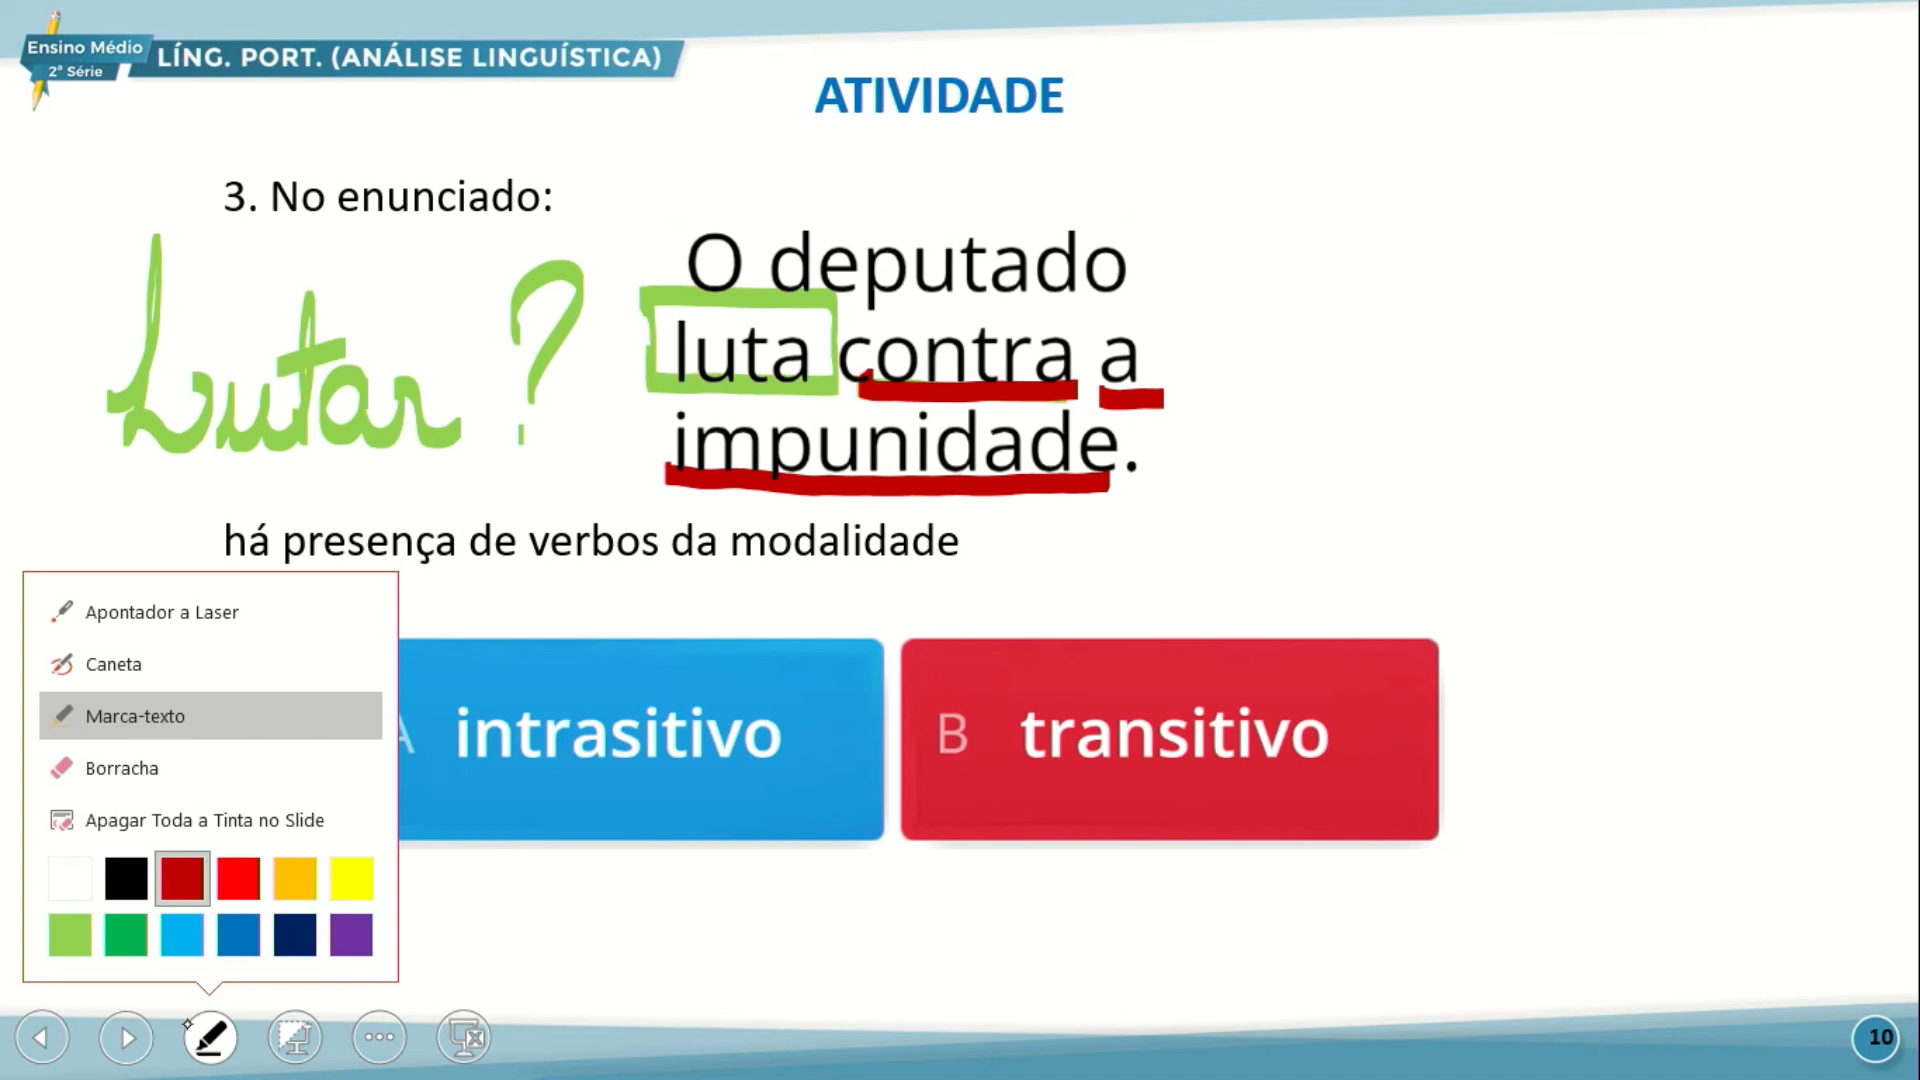 Ensino Médio
2ª Série
LÍNG. PORT. (ANÁLISE LINGUÍSTICA)
ATIVIDADE
3. No enunciado:
Lutar ?
O deputado
luta contra a
impunidade.
há presença de verbos da modalidade
Apontador a Laser
Caneta
Marca-texto
Borracha
Apagar Toda a Tinta no Slide
A intrasitivo
B transitivo
10